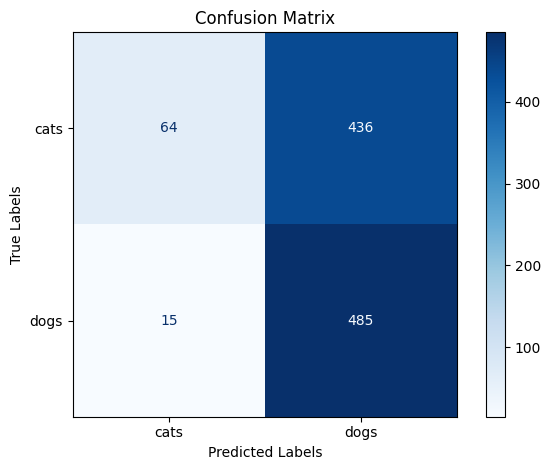 Confusion Matrix
cats
64
436
400
300
True Labels
200
dogs
15
485
100
cats
dogs
Predicted Labels